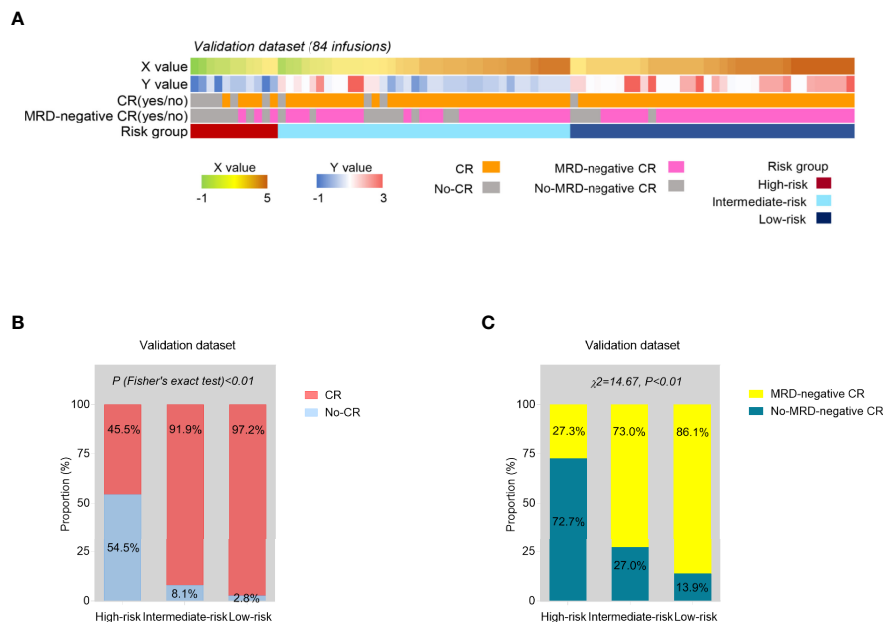 A
Validation dataset (84 infusions)
X value
Y value
CR(yes/no)
MRD-negative CR(yes/no)
Risk group
X value
-1 5
Y value
-1 3
CR
No-CR
MRD-negative CR
No-MRD-negative CR
Risk group
High-risk
Intermediate-risk
Low-risk
B
Validation dataset
P (Fisher's exact test)<0.01
CR
No-CR
Proportion (%)
100
75
50
25
0
45.5% 91.9% 97.2%
54.5%
8.1% 2.8%
High-risk Intermediate-risk Low-risk
C
Validation dataset
χ2=14.67, P<0.01
MRD-negative CR
No-MRD-negative CR
Proportion (%)
100
75
50
25
0
27.3% 73.0% 86.1%
72.7%
27.0% 13.9%
High-risk Intermediate-risk Low-risk